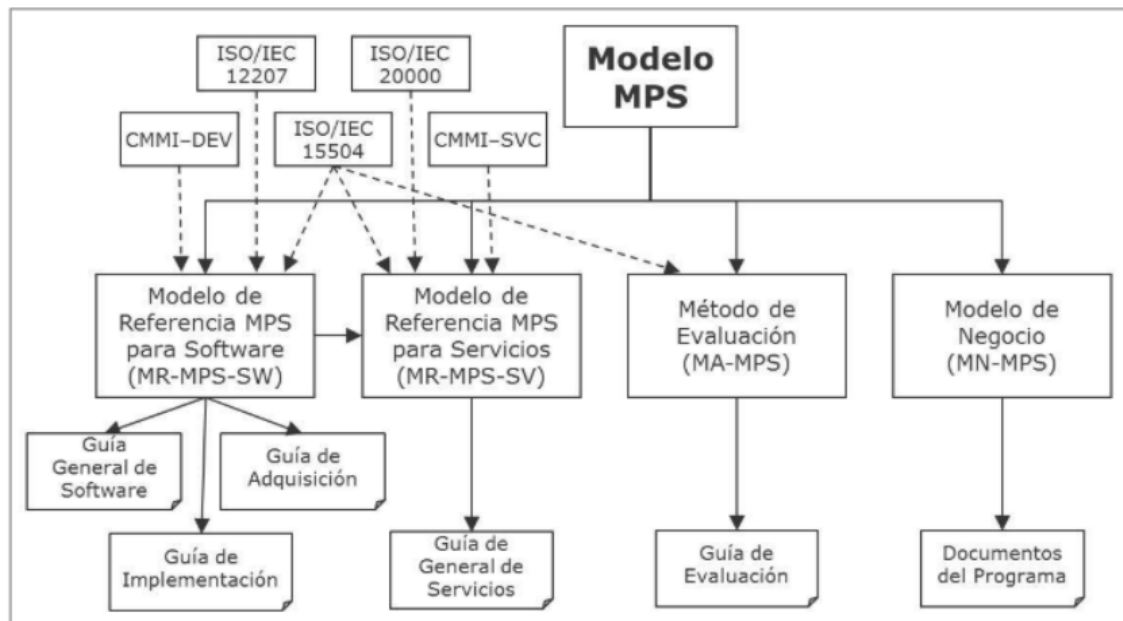 ISO/IEC
12207
ISO/IEC
20000
Modelo
MPS
CMMI–DEV
ISO/IEC
15504
CMMI–SVC
Modelo de
Referencia MPS
para Software
(MR-MPS-SW)
Modelo de
Referencia MPS
para Servicios
(MR-MPS-SV)
Método de
Evaluación
(MA-MPS)
Modelo de
Negocio
(MN-MPS)
Guía
General de
Software
Guía de
Adquisición
Guía de
Implementación
Guía de
General de
Servicios
Guía de
Evaluación
Documentos
del Programa